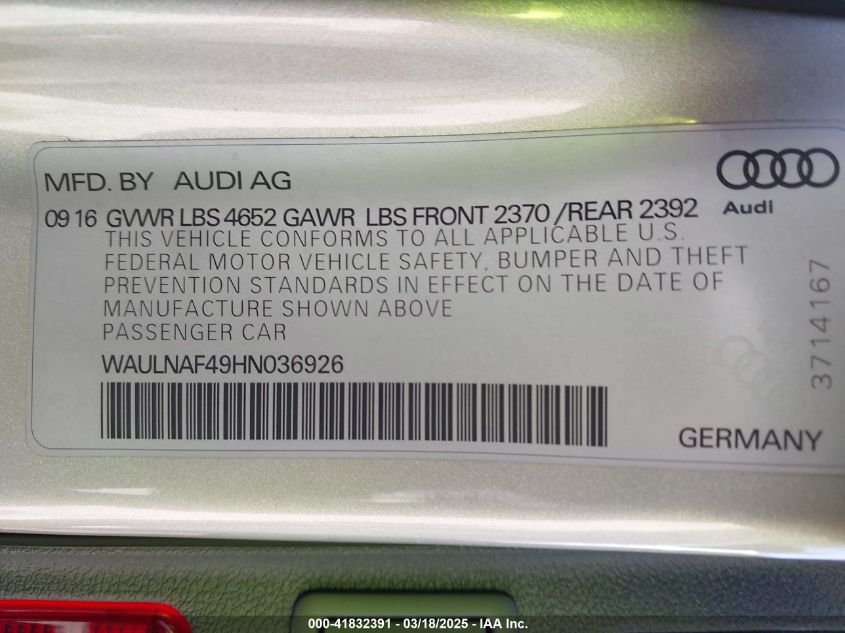 MFD. BY AUDI AG
Audi
09 16 GVWR LBS 4652 GAWR LBS FRONT 2370 /REAR 2392
THIS VEHICLE CONFORMS TO ALL APPLICABLE U.S.
FEDERAL MOTOR VEHICLE SAFETY, BUMPER AND THEFT
PREVENTION STANDARDS IN EFFECT ON THE DATE OF
MANUFACTURE SHOWN ABOVE
PASSENGER CAR
WAULNAF49HN036926
3714167
GERMANY
000-41832391 - 03/18/2025 - IAA Inc.